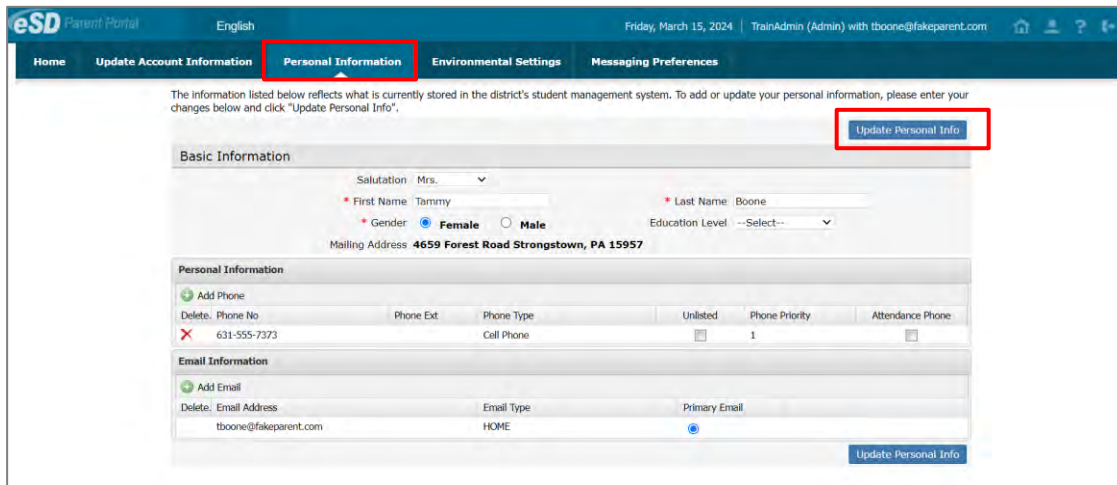 eSD Parent Portal English Friday, March 15, 2024 | TrainAdmin (Admin) with tboone@fakeparent.com ?
Home Update Account Information Personal Information Environmental Settings Messaging Preferences
The information listed below reflects what is currently stored in the district's student management system. To add or update your personal information, please enter your
changes below and click "Update Personal Info".
Update Personal Info
Basic Information
Salutation Mrs.
* First Name Tammy * Last Name Boone
* Gender Female Male Education Level --Select--
Mailing Address 4659 Forest Road Strongstown, PA 15957
Personal Information
Add Phone
Delete. Phone No Phone Ext Phone Type Unlisted Phone Priority Attendance Phone
631-555-7373 Cell Phone 1
Email Information
Add Email
Delete. Email Address Email Type Primary Email
tboone@fakeparent.com HOME
Update Personal Info